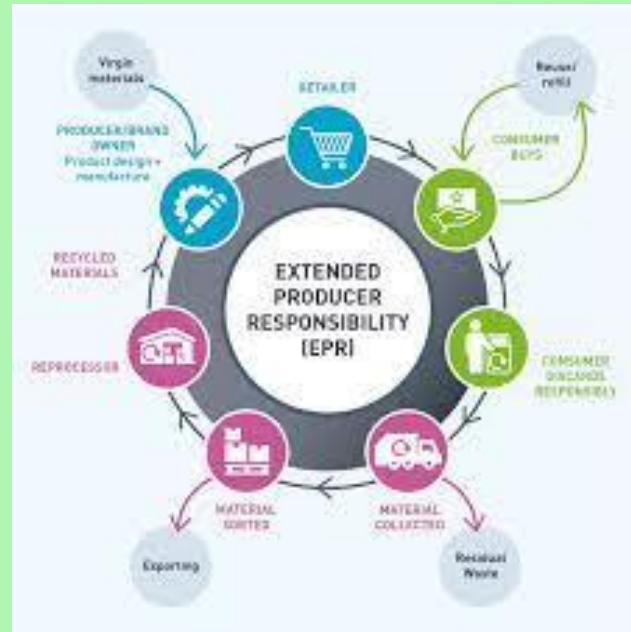 Virgin
materials
Reuse/
refill
RETAILER
PRODUCER/BRAND
OWNER
Product design +
manufacture
CONSUMER
BUYS
RECYCLED
MATERIALS
EXTENDED
PRODUCER
RESPONSIBILITY
(EPR)
REPROCESSOR
CONSUMER
DISCARDS
RESPONSIBLY
MATERIAL
SORTED
MATERIAL
COLLECTED
Exporting
Residual
Waste